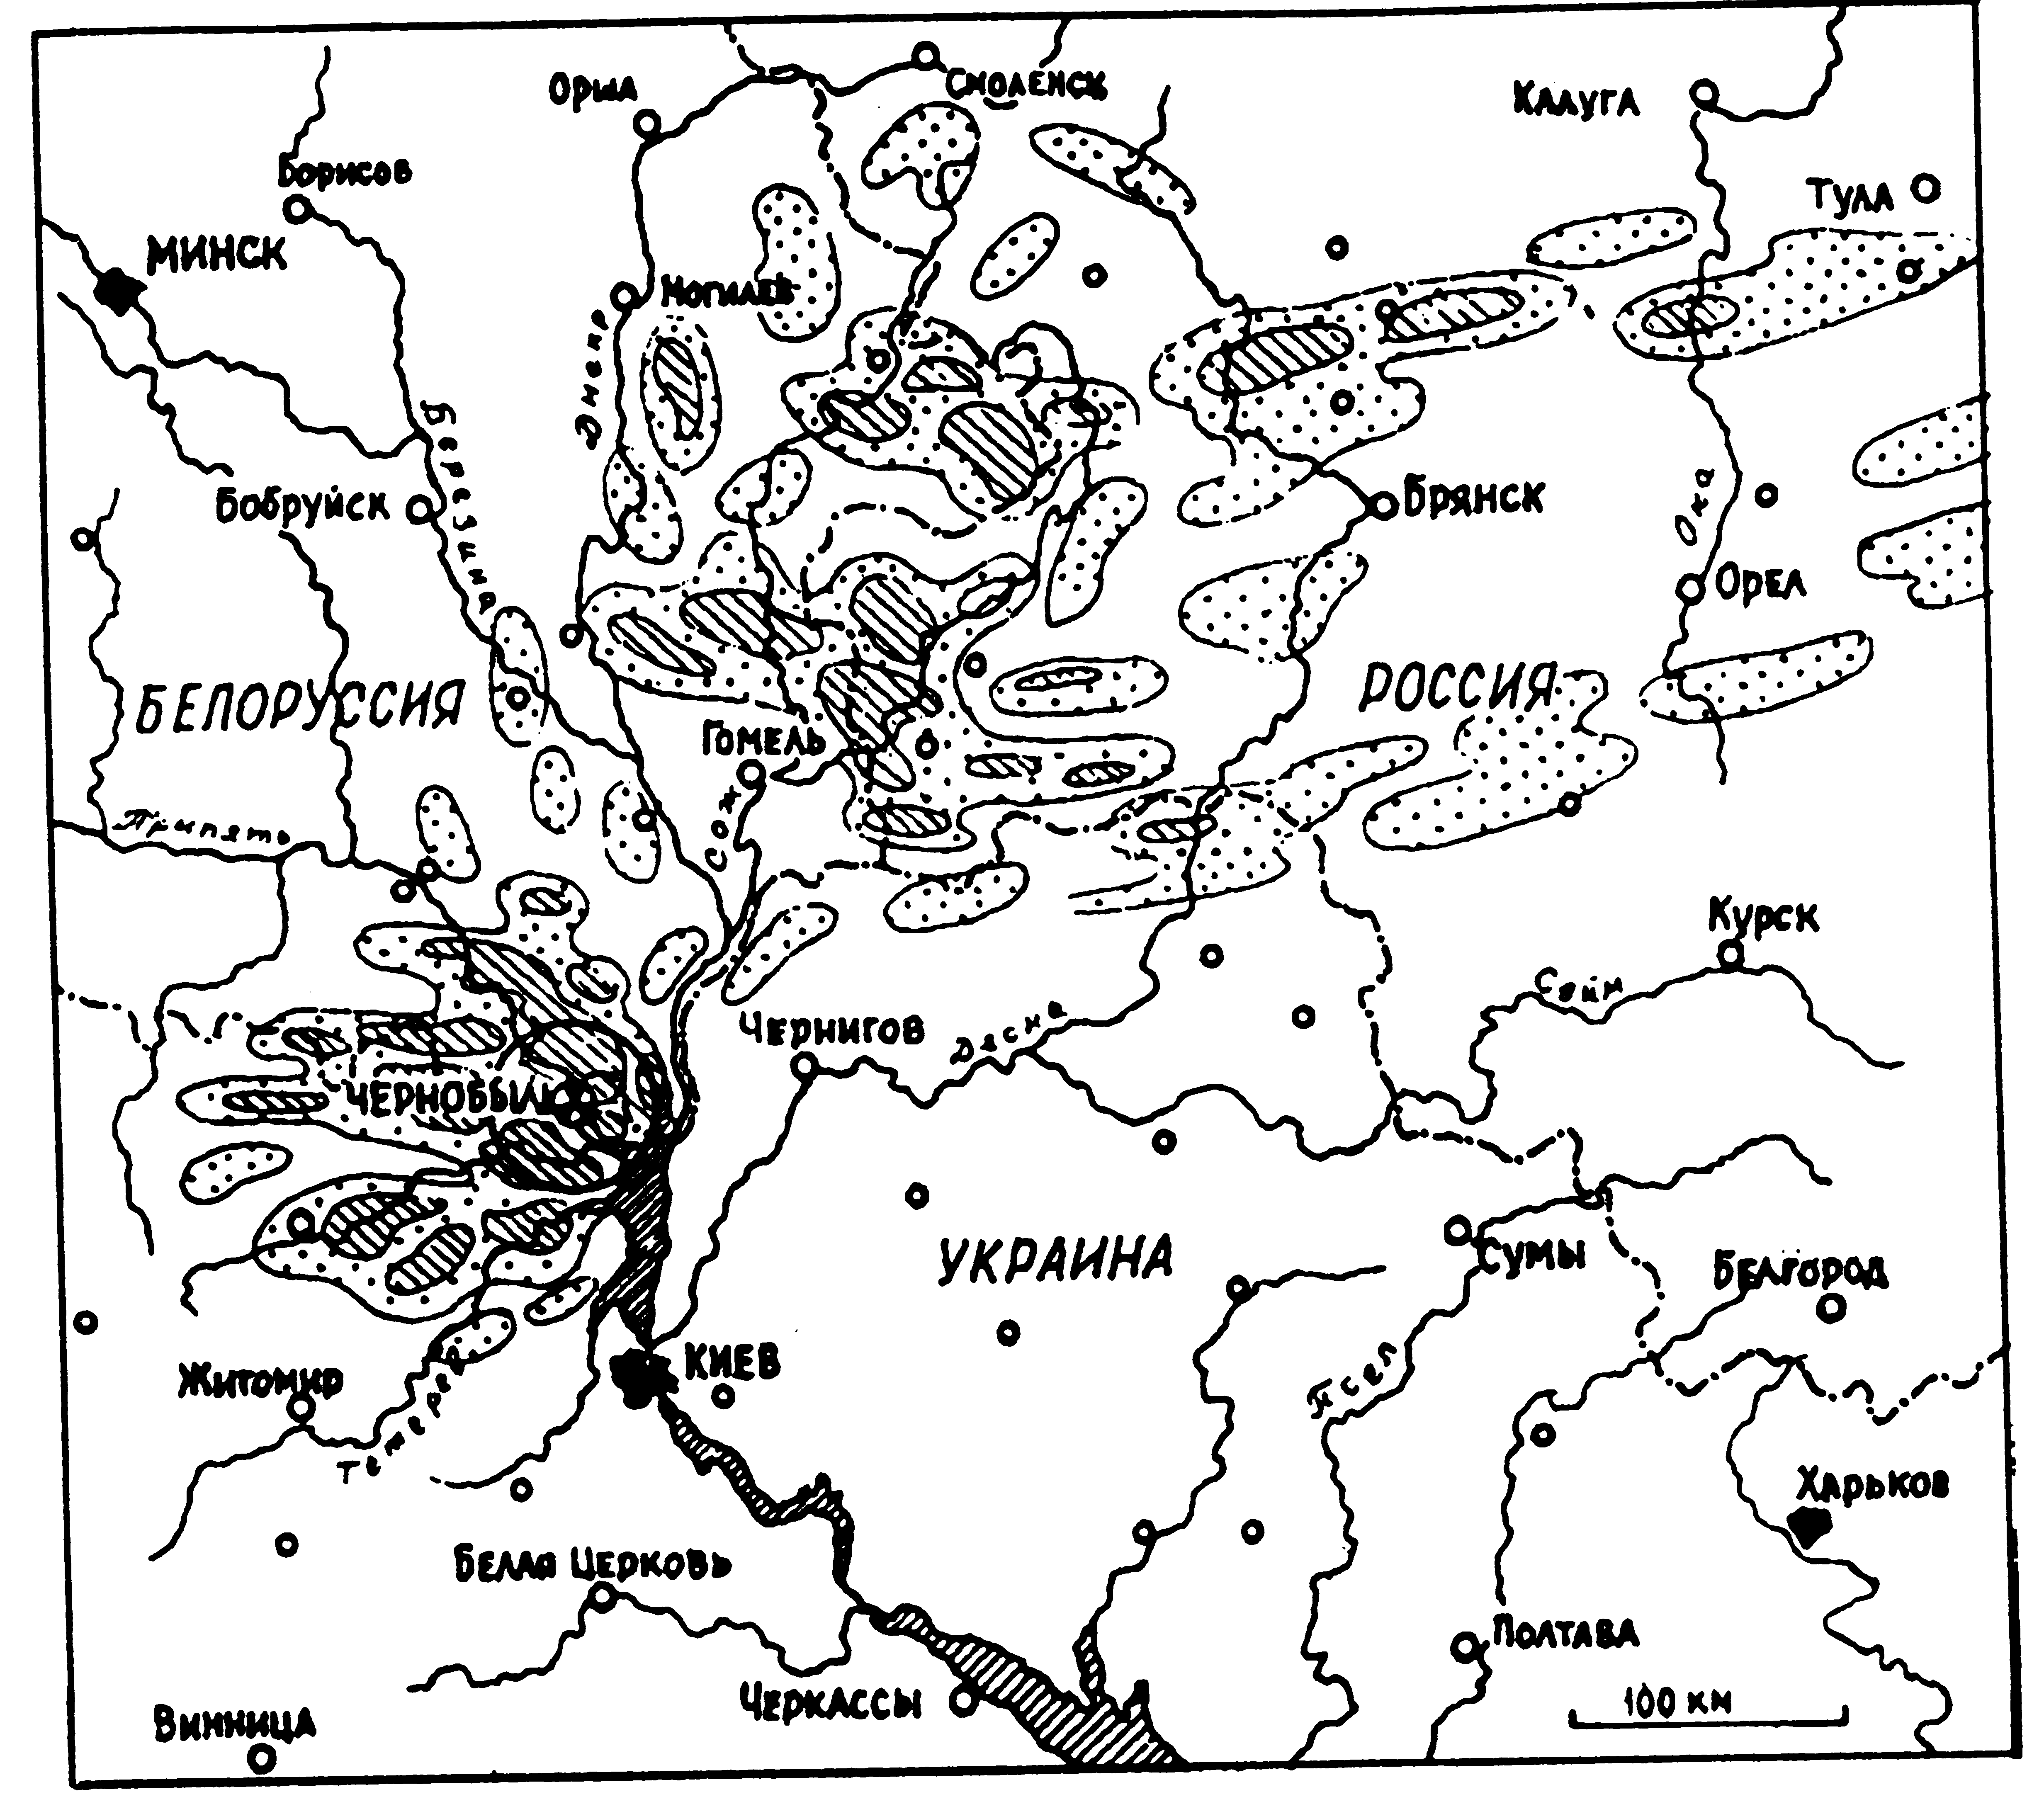 Орша
Смоленск
Калуга
Борисов
Тула
МИНСК
Могилев
Днепр
Березина
Бобруйск
Брянск
Ока
Орел
БЕЛОРУССИЯ
РОССИЯ
Гомель
Припять
Сож
Курск
Сейм
Чернигов
Десна
ЧЕРНОБЫЛЬ
УКРАИНА
Сумы
Белгород
Киев
Житомир
Псел
Тетерев
Харьков
Белая Церковь
Полтава
Черкассы
100 км
Винница